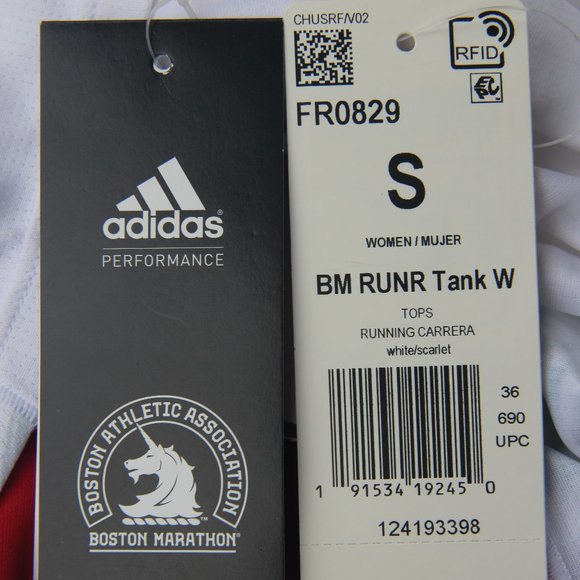 adidas
PERFORMANCE
BOSTON ATHLETIC ASSOCIATION
BOSTON MARATHON®
CHUSRF/V02
RFID
FR0829
S
WOMEN / MUJER
BM RUNR Tank W
TOPS
RUNNING CARRERA
white/scarlet
36
690
UPC
1 91534 19245 0
124193398